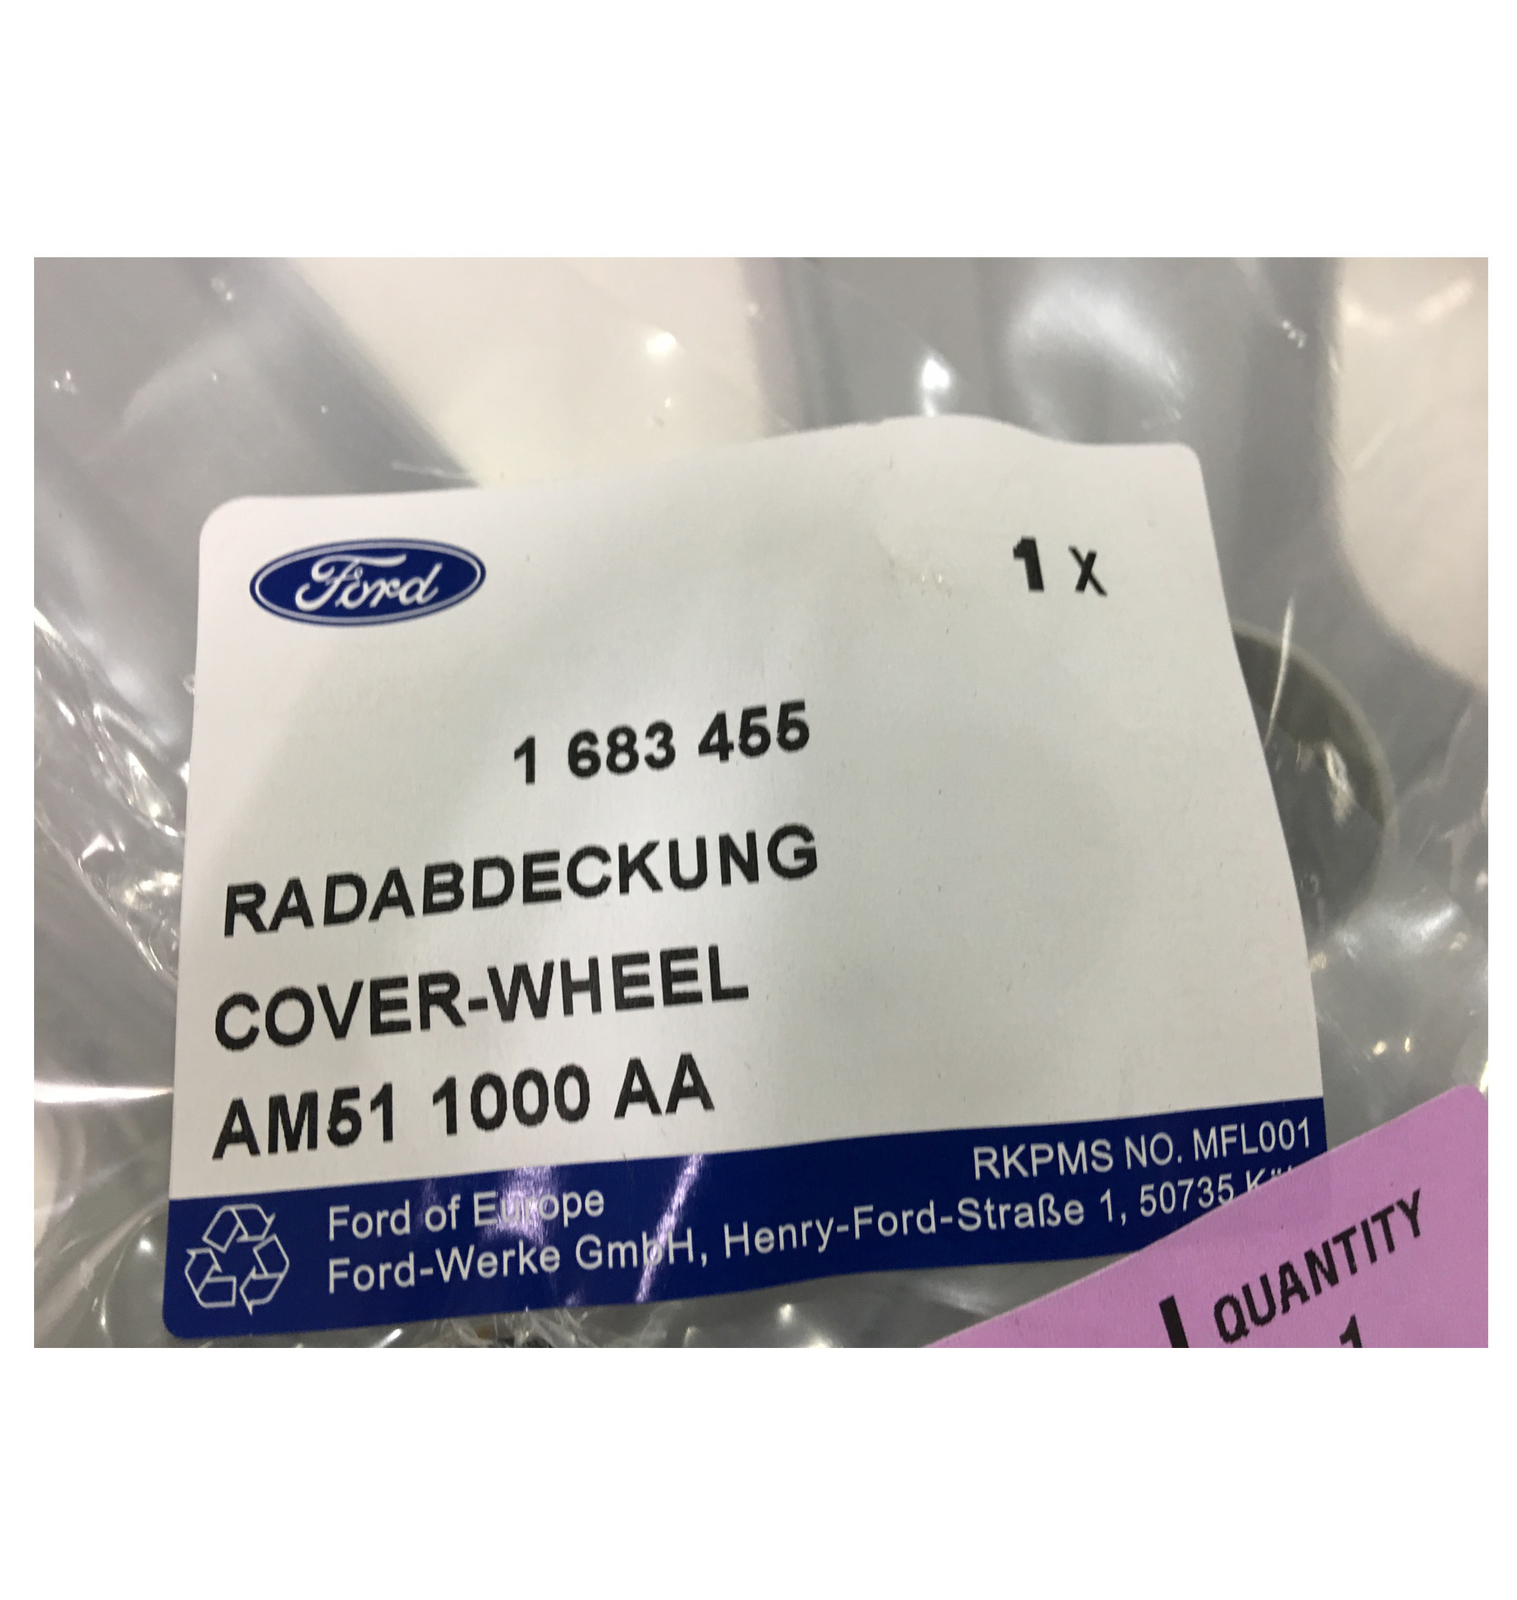 Ford
1 x
1 683 455
RADABDECKUNG
COVER-WHEEL
AM51 1000 AA
RKPMS NO. MFL001
Ford of Europe
Ford-Werke GmbH, Henry-Ford-Straße 1, 50735
QUANTITY
1